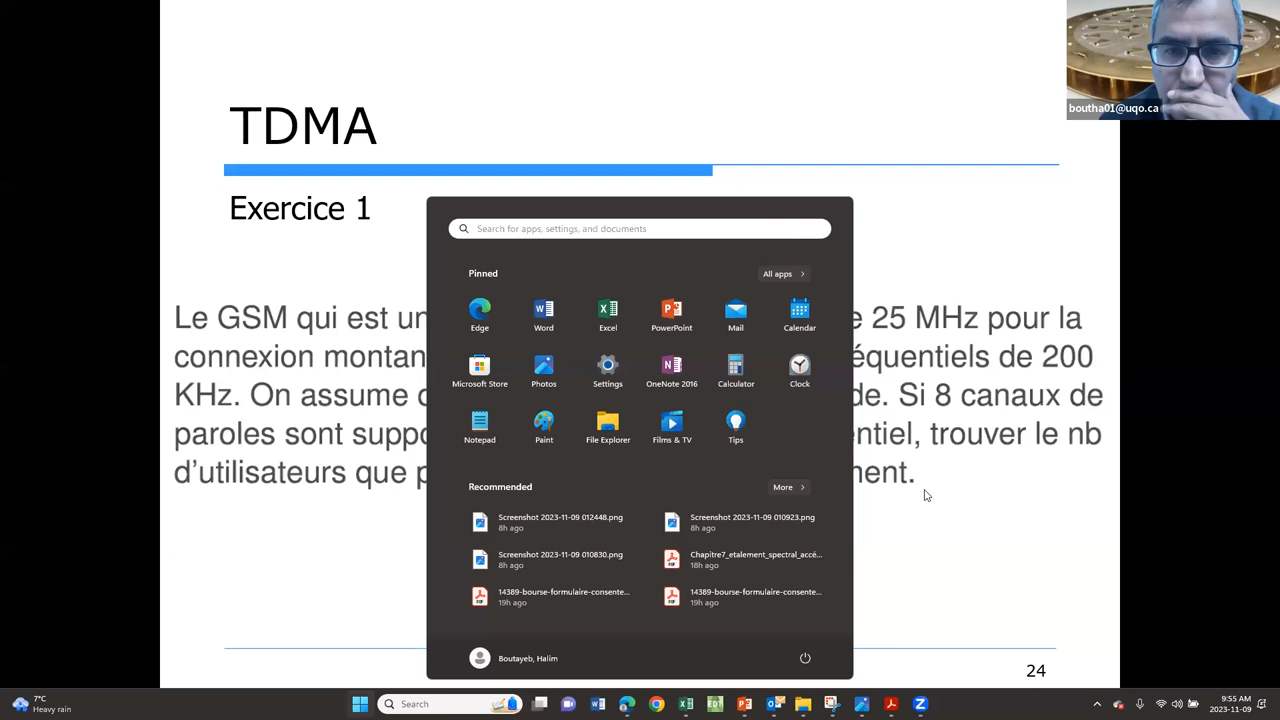 boutha01@uqo.ca
TDMA
Exercice 1
Le GSM qui est un
e 25 MHz pour la
connexion montan
équentiels de 200
KHz. On assume
de. Si 8 canaux de
paroles sont suppo
entiel, trouver le nb
d'utilisateurs que p
ment.
Search for apps, settings, and documents
Pinned
All apps
Edge
Word
Excel
PowerPoint
Mail
Calendar
Microsoft Store
Photos
Settings
OneNote 2016
Calculator
Clock
Notepad
Paint
File Explorer
Films & TV
Tips
Recommended
More
Screenshot 2023-11-09 012448.png
8h ago
Screenshot 2023-11-09 010923.png
8h ago
Screenshot 2023-11-09 010830.png
8h ago
Chapitre7_etalement_spectral_accé...
18h ago
14389-bourse-formulaire-consente...
19h ago
14389-bourse-formulaire-consente...
19h ago
Boutayeb, Halim
24
7°C
Heavy rain
Search
EDT
9:55 AM
2023-11-09